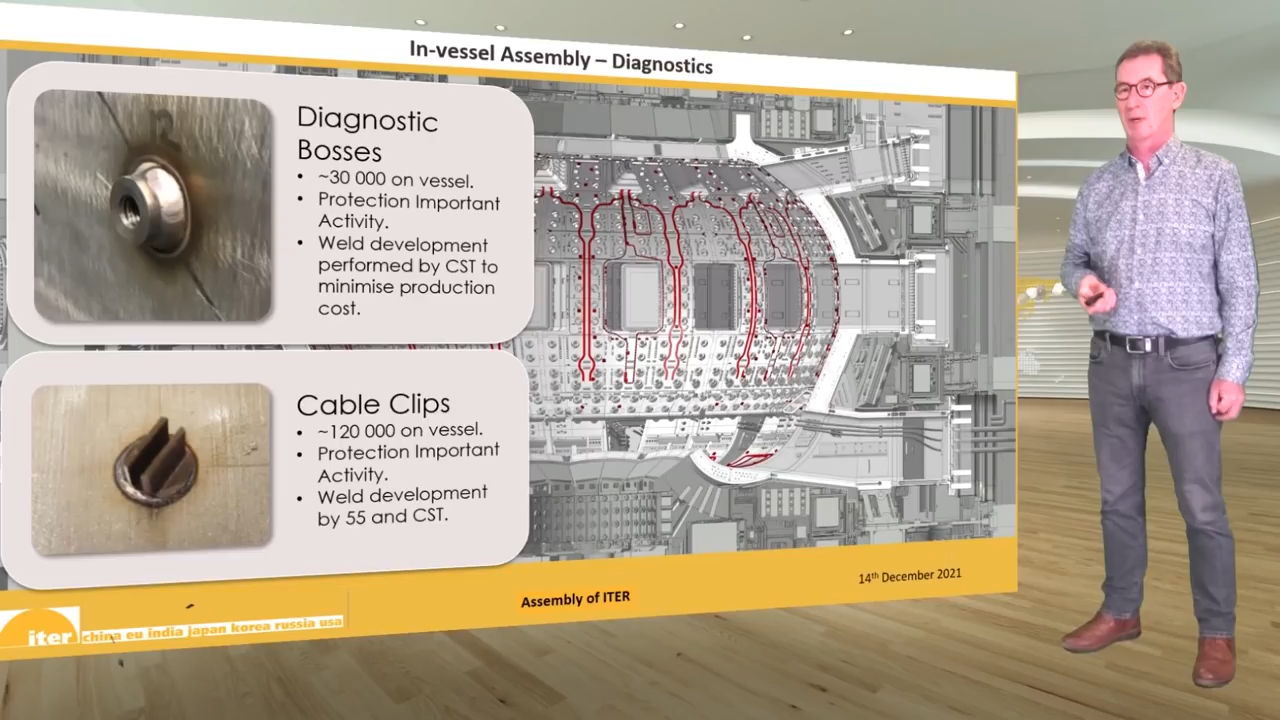 In-vessel Assembly – Diagnostics
Diagnostic
Bosses
• ~30 000 on vessel.
• Protection Important
Activity.
• Weld development
performed by CST to
minimise production
cost.
Cable Clips
• ~120 000 on vessel.
• Protection Important
Activity.
• Weld development
by 55 and CST.
14th December 2021
Assembly of ITER
iter china eu india japan korea russia usa